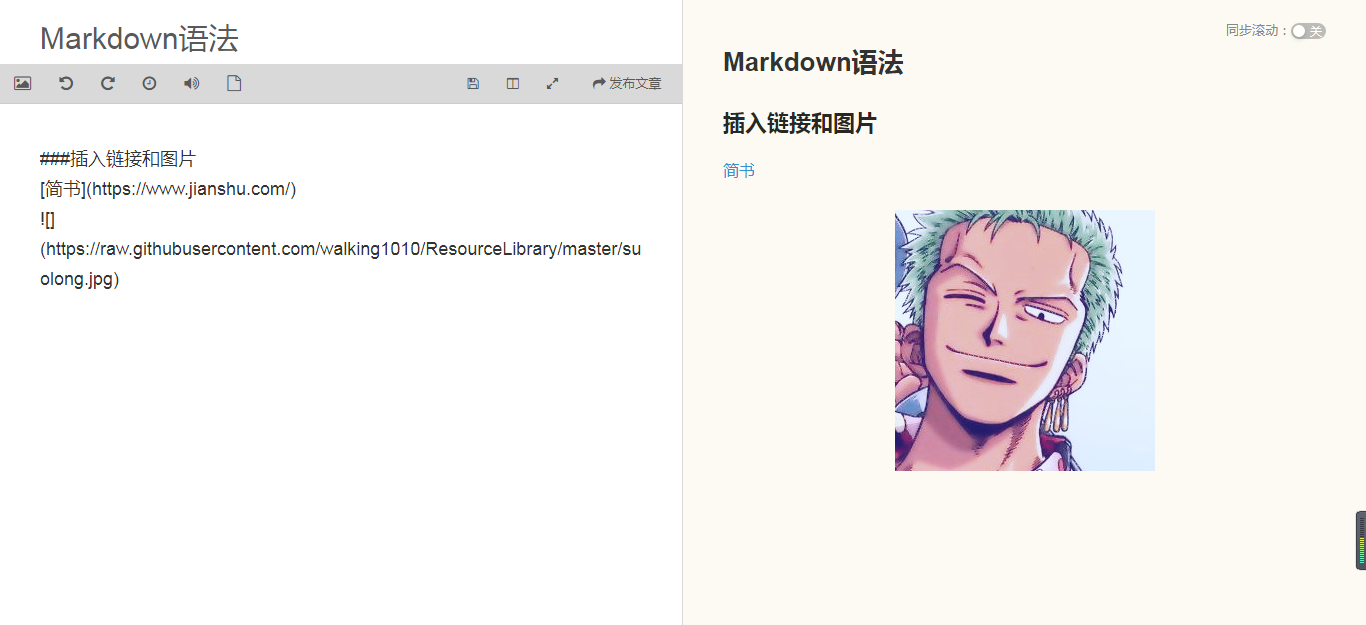 Markdown语法
发布文章
###插入链接和图片
[简书](https://www.jianshu.com/)
![]
(https://raw.githubusercontent.com/walking1010/ResourceLibrary/master/su
olong.jpg)
同步滚动：关
Markdown语法
插入链接和图片
简书